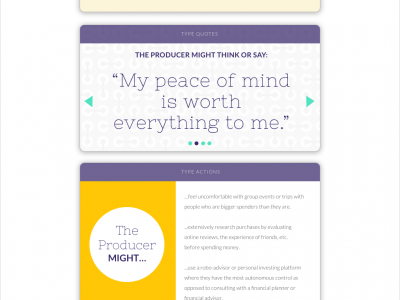 TYPE QUOTES
THE PRODUCER MIGHT THINK OR SAY:
“My peace of mind
is worth
everything to me.”
TYPE ACTIONS
The
Producer
MIGHT...
...feel uncomfortable with group events or trips with
people who are bigger spenders than they are.
...extensively research purchases by evaluating
online reviews, the experience of friends, etc.
before spending money.
...use a robo-advisor or personal investing platform
where they have the most autonomous control as
opposed to consulting with a financial planner or
financial advisor.